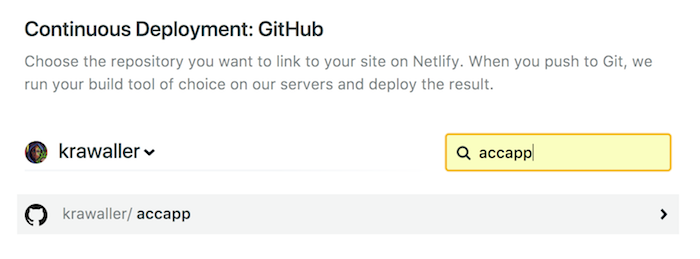 Continuous Deployment: GitHub
Choose the repository you want to link to your site on Netlify. When you push to Git, we
run your build tool of choice on our servers and deploy the result.
krawaller
accapp
krawaller/ accapp